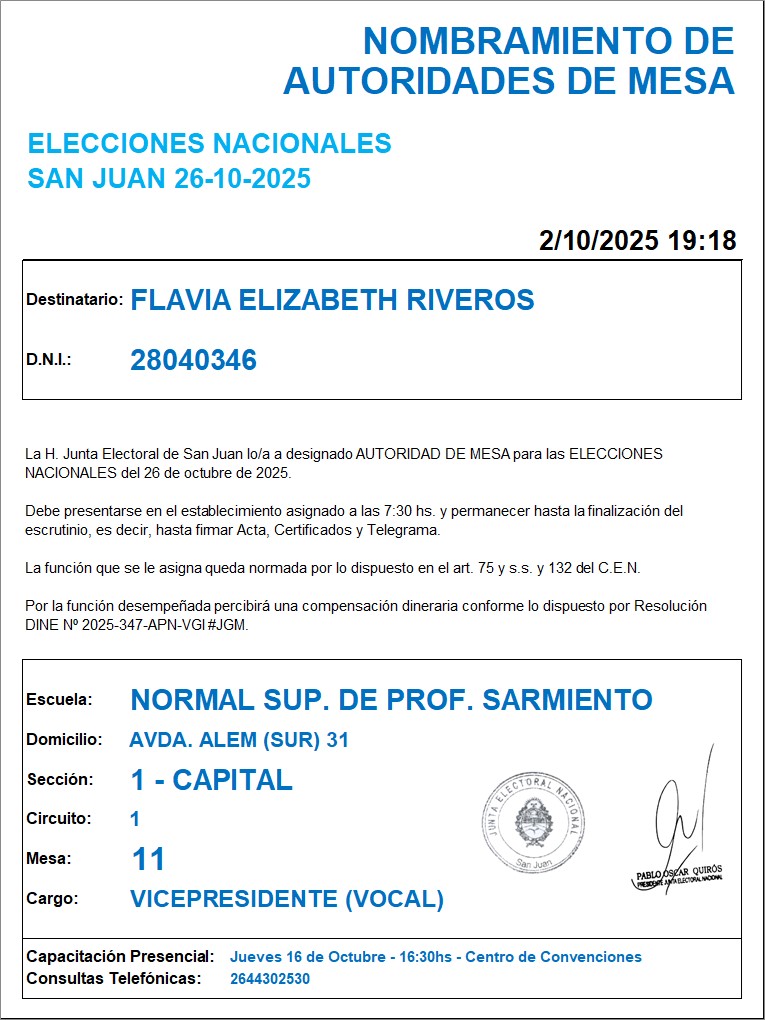 NOMBRAMIENTO DE
AUTORIDADES DE MESA
ELECCIONES NACIONALES
SAN JUAN 26-10-2025
2/10/2025 19:18
Destinatario: FLAVIA ELIZABETH RIVEROS
D.N.I.: 28040346
La H. Junta Electoral de San Juan lo/a a designado AUTORIDAD DE MESA para las ELECCIONES
NACIONALES del 26 de octubre de 2025.
Debe presentarse en el establecimiento asignado a las 7:30 hs. y permanecer hasta la finalización del
escrutinio, es decir, hasta firmar Acta, Certificados y Telegrama.
La función que se le asigna queda normada por lo dispuesto en el art. 75 y s.s. y 132 del C.E.N.
Por la función desempeñada percibirá una compensación dineraria conforme lo dispuesto por Resolución
DINE Nº 2025-347-APN-VGI#JGM.
Escuela: NORMAL SUP. DE PROF. SARMIENTO
Domicilio: AVDA. ALEM (SUR) 31
Sección: 1 - CAPITAL
Circuito: 1
Mesa: 11
Cargo: VICEPRESIDENTE (VOCAL)
JUNTA ELECTORAL NACIONAL
San Juan
PABLO OSCAR QUIRÓS
PRESIDENTE JUNTA ELECTORAL NACIONAL
Capacitación Presencial: Jueves 16 de Octubre - 16:30hs - Centro de Convenciones
Consultas Telefónicas: 2644302530